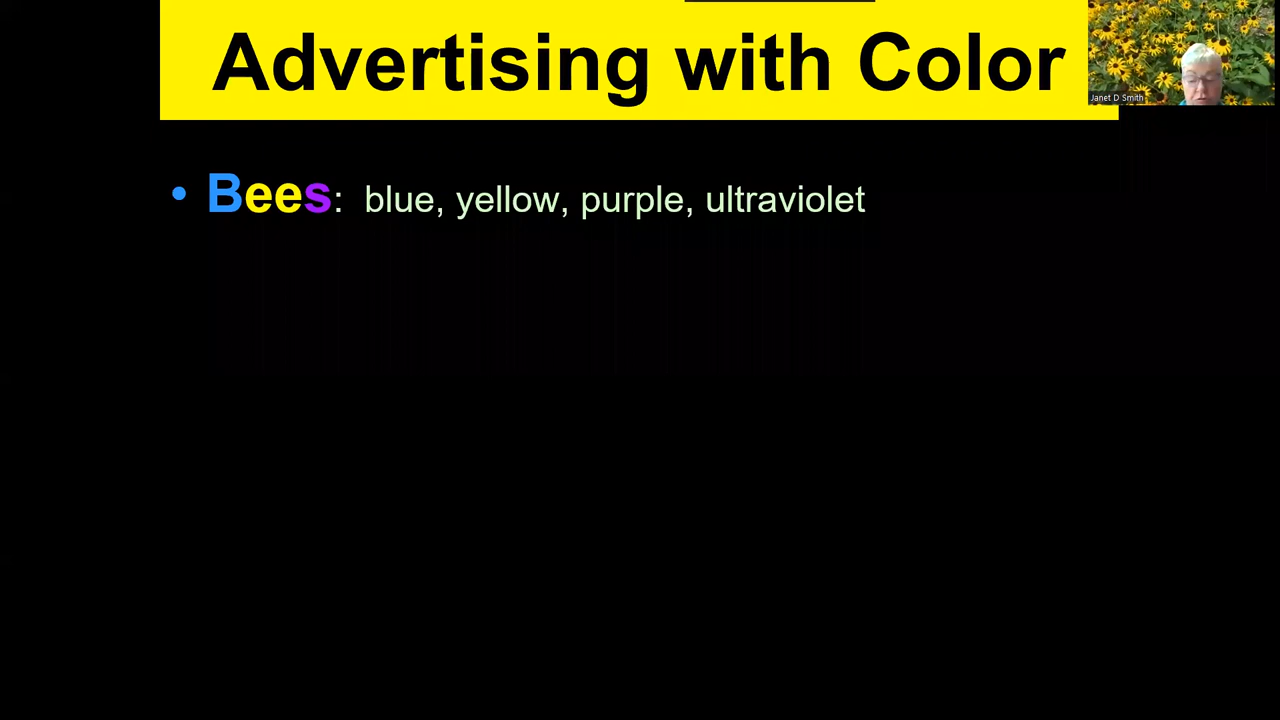 Advertising with Color
Janet D Smith
• Bees: blue, yellow, purple, ultraviolet